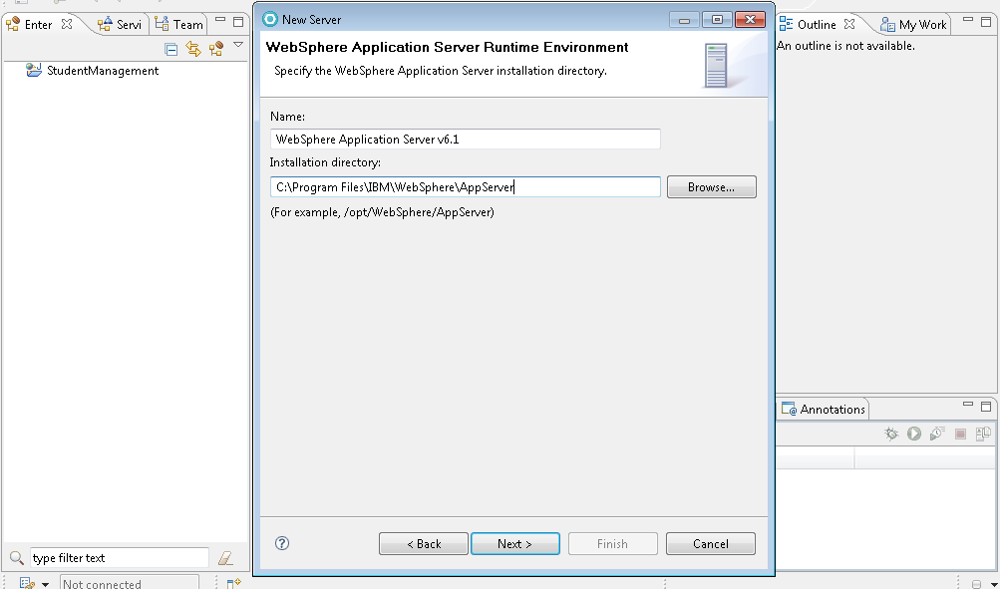 New Server
Enter
Servi
Team
Outline
My Work
WebSphere Application Server Runtime Environment
An outline is not available.
Specify the WebSphere Application Server installation directory.
StudentManagement
Name:
WebSphere Application Server v6.1
Installation directory:
C:\Program Files\IBM\WebSphere\AppServer
Browse...
(For example, /opt/WebSphere/AppServer)
Annotations
type filter text
?
< Back
Next >
Finish
Cancel
Not connected